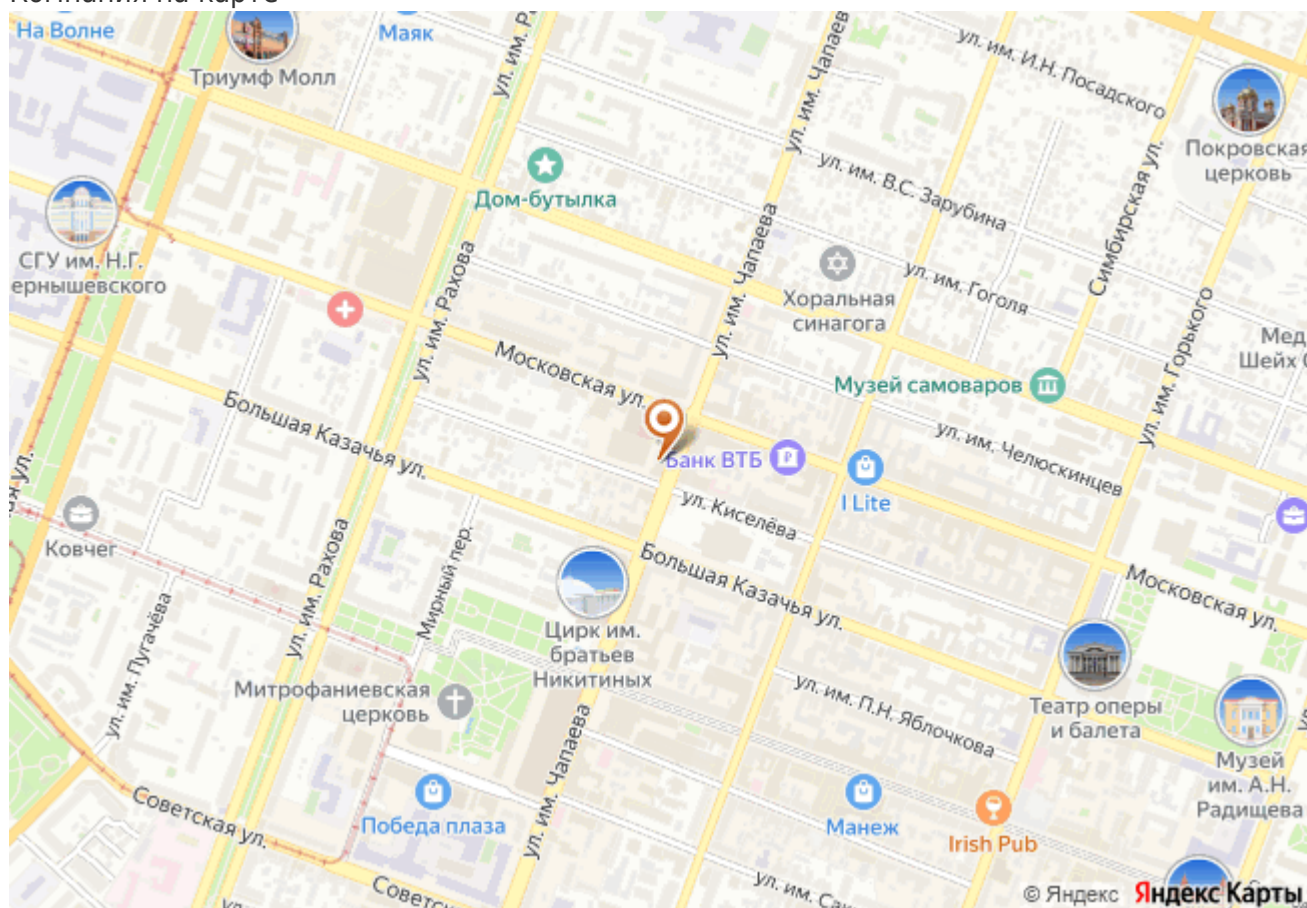 Компания на карте
На Волне
Маяк
Триумф Молл
ул. им. И.Н. Посадского
Покровская
церковь
ул. им. В.С. Зарубина
Дом-бутылка
СГУ им. Н.Г.
ернышевского
ул. им. Чапаева
Симбирская ул.
Хоральная
синагога
ул. им. Гоголя
ул. им. Рахова
ул. им. Чапаева
ул. им. Горького
Мед
Шейх
Московская ул.
Музей самоваров
Большая Казачья ул.
ул. им. Челюскинцев
Банк ВТБ
I Lite
ул. Киселёва
Ковчег
ул. им. Рахова
Мирный пер.
Большая Казачья ул.
Московская ул.
ул. им. Пугачёва
Цирк им.
братьев
Никитиных
Митрофаниевская
церковь
ул. им. П.Н. Яблочкова
Театр оперы
и балета
Музей
им. А.Н.
Радищева
ул. им. Чапаева
Советская ул.
Победа плаза
Манеж
Irish Pub
Советс
ул. им. Са
© Яндекс Яндекс Карты